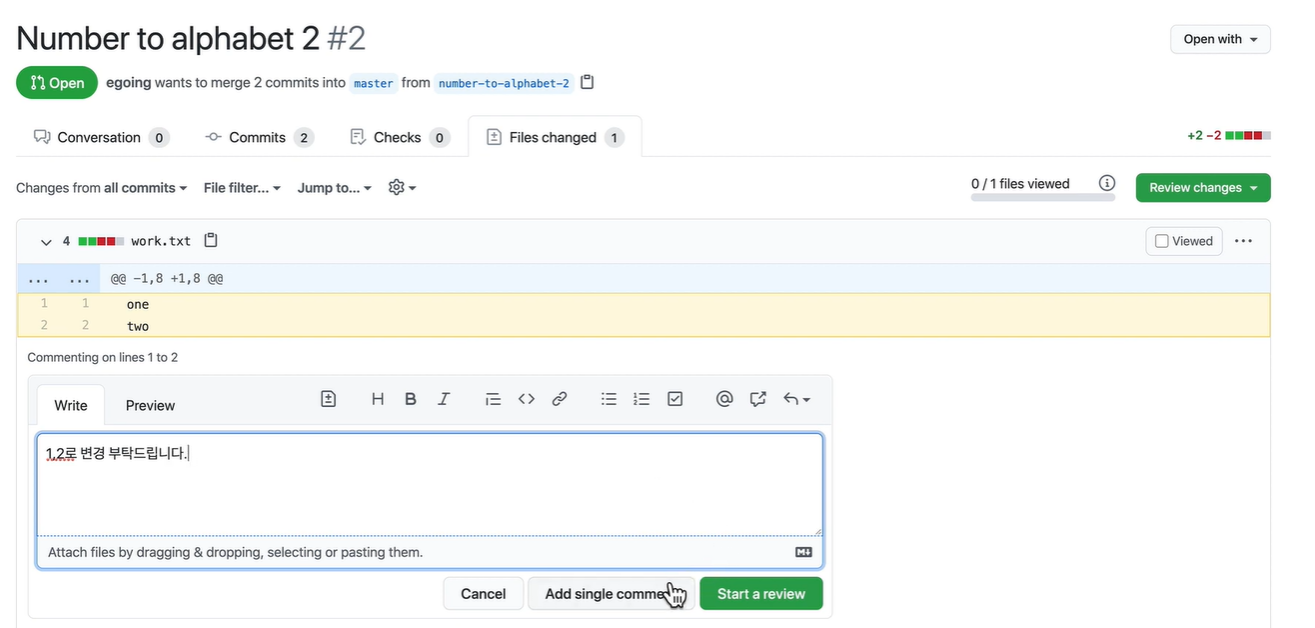 Number to alphabet 2 #2
Open with
Open egoing wants to merge 2 commits into master from number-to-alphabet-2
Conversation 0 Commits 2 Checks 0 Files changed 1
+2 −2
Changes from all commits File filter... Jump to...
0 / 1 files viewed
Review changes
4 work.txt
Viewed
... ... @@ -1,8 +1,8 @@
1 1 one
2 2 two
Commenting on lines 1 to 2
Write Preview
H B I
1,2로 변경 부탁드립니다.
Attach files by dragging & dropping, selecting or pasting them.
Cancel Add single comme Start a review